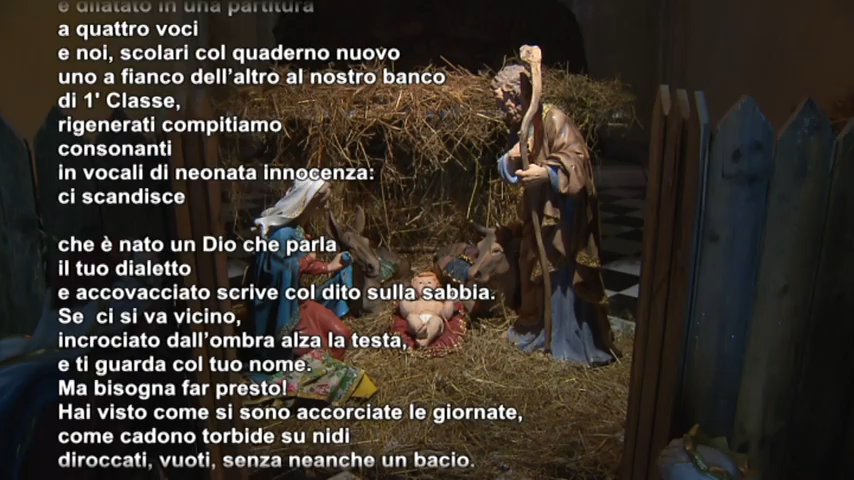 e dilatato in una partitura
a quattro voci
e noi, scolari col quaderno nuovo
uno a fianco dell'altro al nostro banco
di 1' Classe,
rigenerati compitiamo
consonanti
in vocali di neonata innocenza:
ci scandisce
che è nato un Dio che parla
il tuo dialetto
e accovacciato scrive col dito sulla sabbia.
Se  ci si va vicino,
incrociato dall'ombra alza la testa,
e ti guarda col tuo nome.
Ma bisogna far presto!
Hai visto come si sono accorciate le giornate,
come cadono torbide su nidi
diroccati, vuoti, senza neanche un bacio.